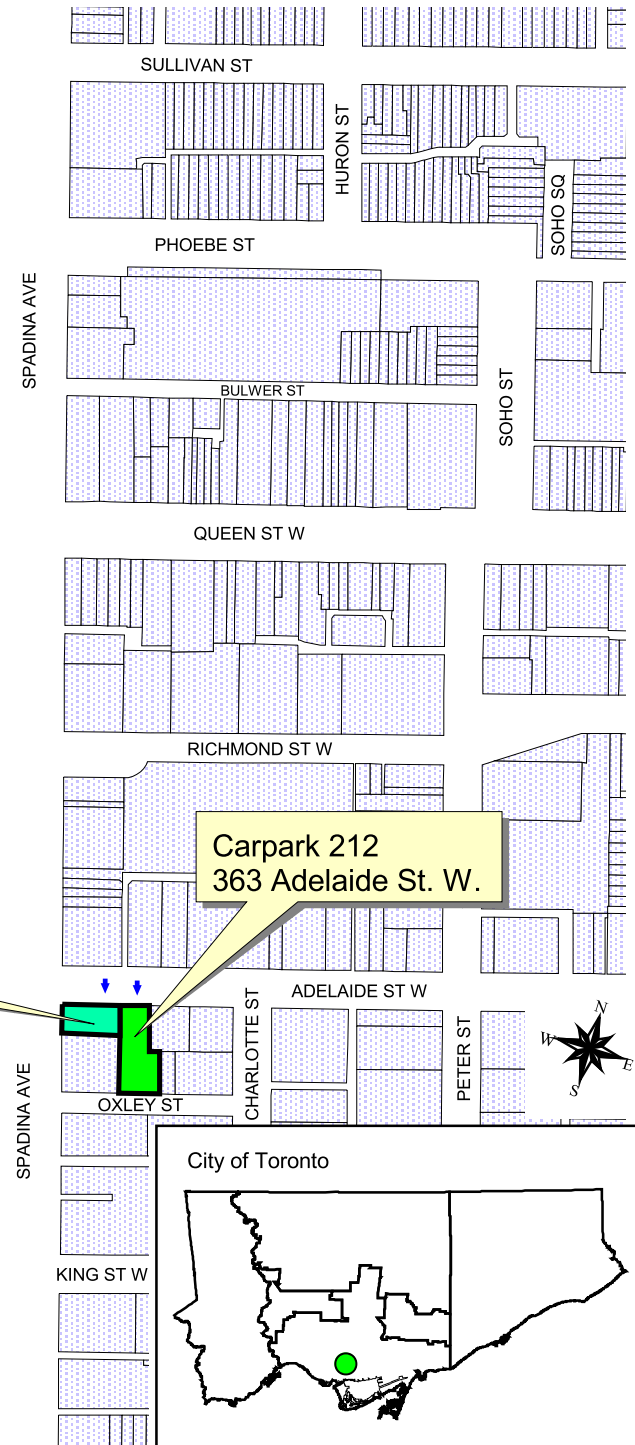 SULLIVAN ST
HURON ST
SOHO SQ
PHOEBE ST
SPADINA AVE
BULWER ST
SOHO ST
QUEEN ST W
RICHMOND ST W
Carpark 212
363 Adelaide St. W.
ADELAIDE ST W
CHARLOTTE ST
PETER ST
N
W
E
S
SPADINA AVE
OXLEY ST
City of Toronto
KING ST W